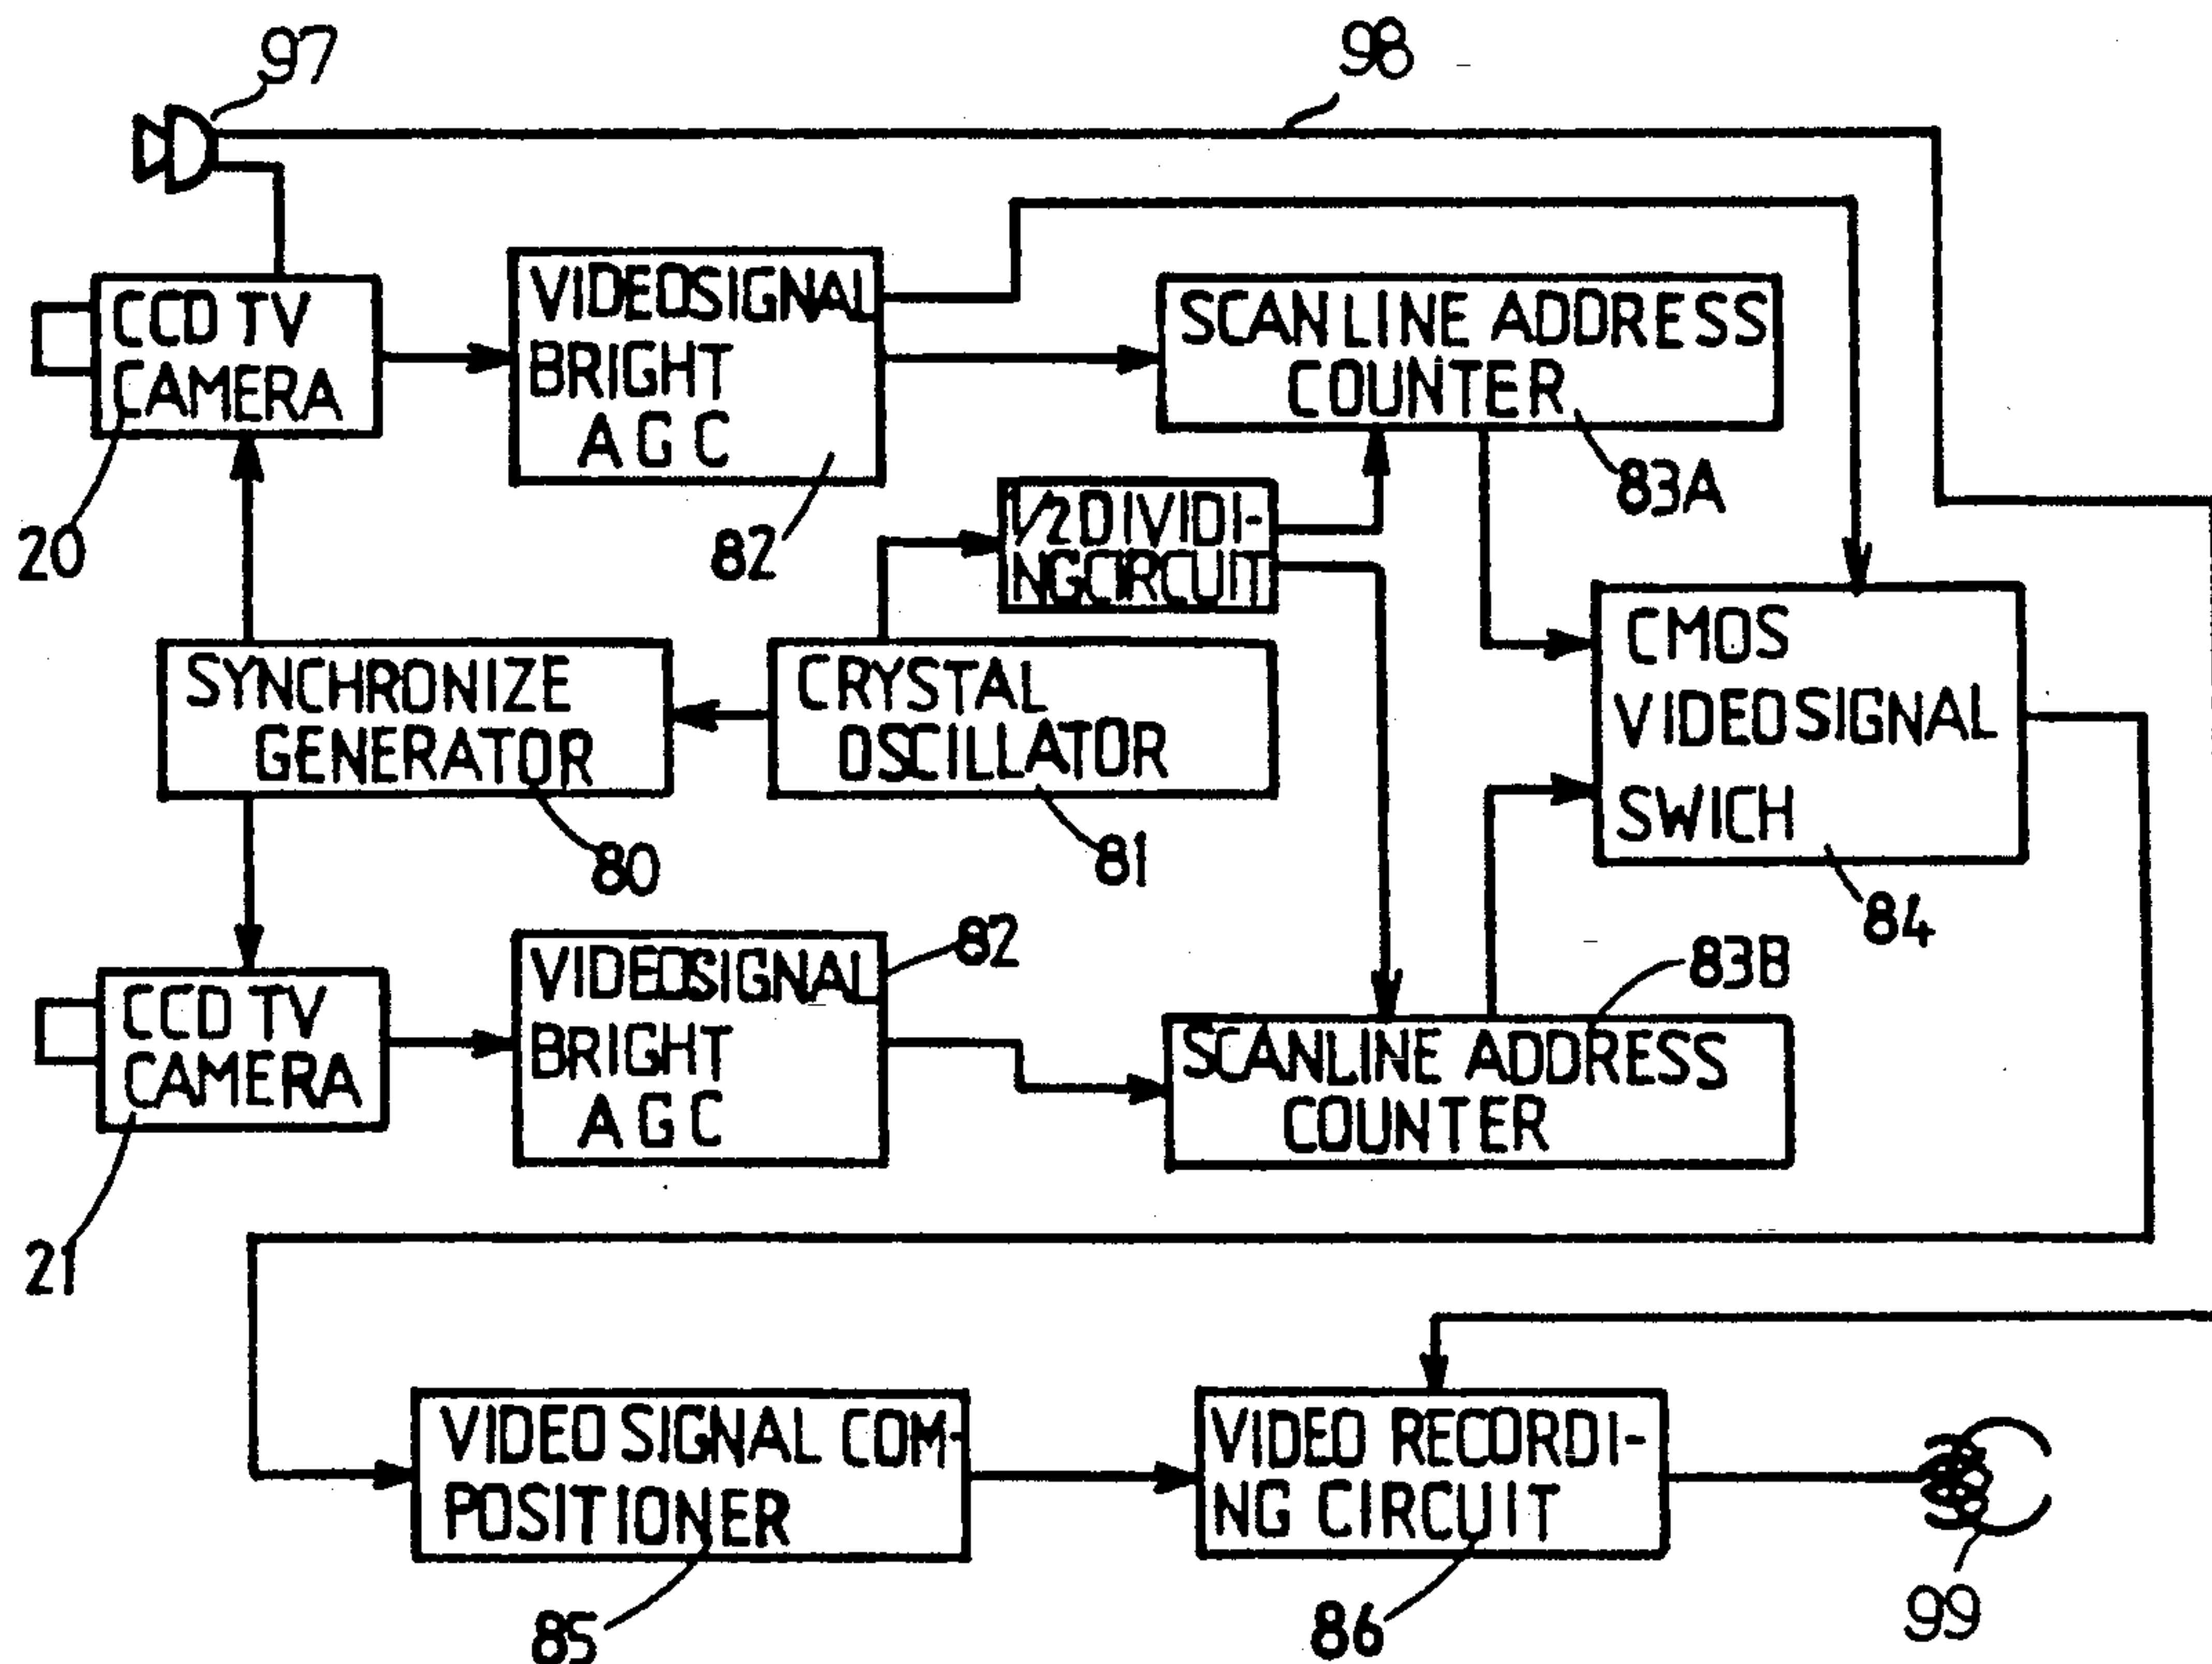 97
98
CCD TV
CAMERA
20
VIDEOSIGNAL
BRIGHT
AGC
82
SCANLINE ADDRESS
COUNTER
83A
1/2 DIVIDI-
NGCIRCUIT
SYNCHRONIZE
GENERATOR
80
CRYSTAL
OSCILLATOR
81
CMOS
VIDEOSIGNAL
SWICH
84
CCD TV
CAMERA
21
VIDEOSIGNAL
BRIGHT
AGC
82
SCANLINE ADDRESS
COUNTER
83B
VIDEO SIGNAL COM-
POSITIONER
85
VIDEO RECORDI-
NG CIRCUIT
86
99